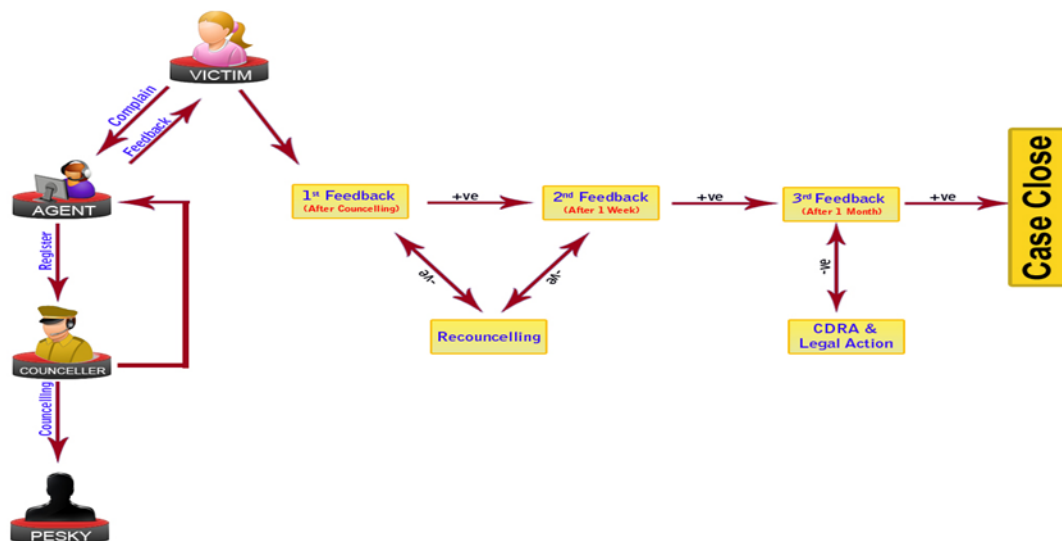 VICTIM
Complain
Feedback
AGENT
Register
COUNCELLER
Councelling
PESKY
1st Feedback
(After Councelling)
+ve
2nd Feedback
(After 1 Week)
+ve
3rd Feedback
(After 1 Month)
+ve
Case Close
-ve
-ve
-ve
Recouncelling
CDRA &
Legal Action